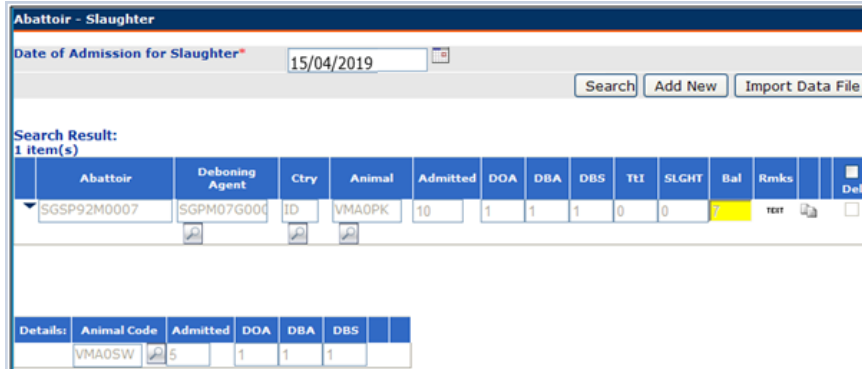 Abattoir - Slaughter
Date of Admission for Slaughter* 15/04/2019
Search Add New Import Data File
Search Result:
1 item(s)
Abattoir Deboning Agent Ctry Animal Admitted DOA DBA DBS TtI SLGHT Bal Rmks Del
SGSP92M0007 SGPM07G000 ID VMA0PK 10 1 1 1 0 0 7 TEXT
Details: Animal Code Admitted DOA DBA DBS
VMA0SW 5 1 1 1